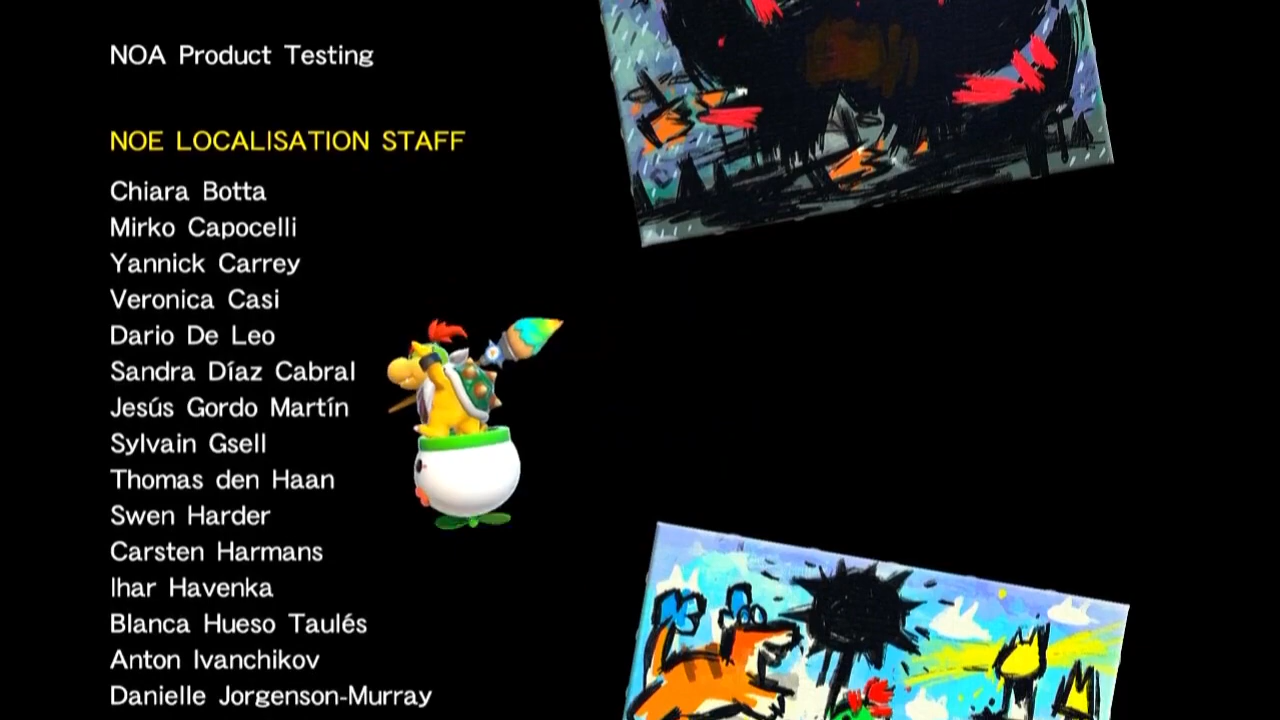 NOA Product Testing
NOE LOCALISATION STAFF
Chiara Botta
Mirko Capocelli
Yannick Carrey
Veronica Casi
Dario De Leo
Sandra Díaz Cabral
Jesús Gordo Martín
Sylvain Gsell
Thomas den Haan
Swen Harder
Carsten Harmans
Ihar Havenka
Blanca Hueso Taulés
Anton Ivanchikov
Danielle Jorgenson-Murray